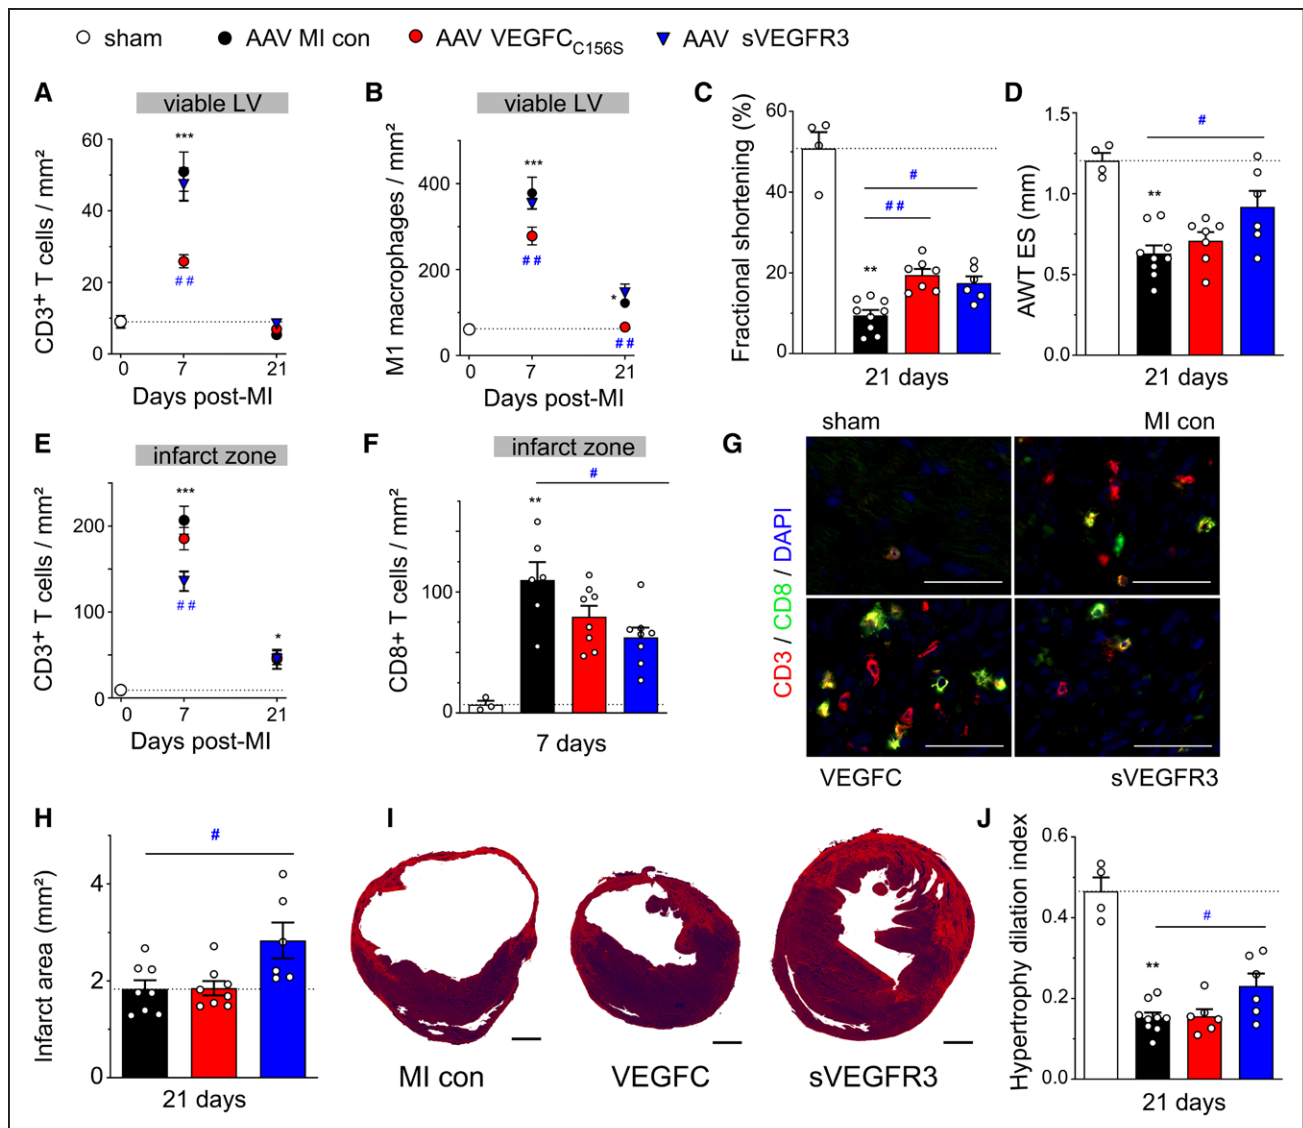 sham AAV MI con AAV VEGFC_C156S AAV sVEGFR3
A
viable LV
***
CD3⁺ T cells / mm²
60
40
20
0
##
0 7 21
Days post-MI
B
viable LV
***
M1 macrophages / mm²
400
200
0
##
*
##
0 7 21
Days post-MI
C
Fractional shortening (%)
60
40
20
0
#
##
**
21 days
D
AWT ES (mm)
1.5
1.0
0.5
0.0
#
**
21 days
E
infarct zone
***
CD3⁺ T cells / mm²
200
100
0
##
*
0 7 21
Days post-MI
F
infarct zone
#
**
CD8+ T cells / mm²
100
0
7 days
G
sham MI con
CD3 / CD8 / DAPI
VEGFC sVEGFR3
H
#
Infarct area (mm²)
4
2
0
21 days
I
MI con VEGFC sVEGFR3
J
Hypertrophy dilation index
0.6
0.4
0.2
0.0
#
**
21 days